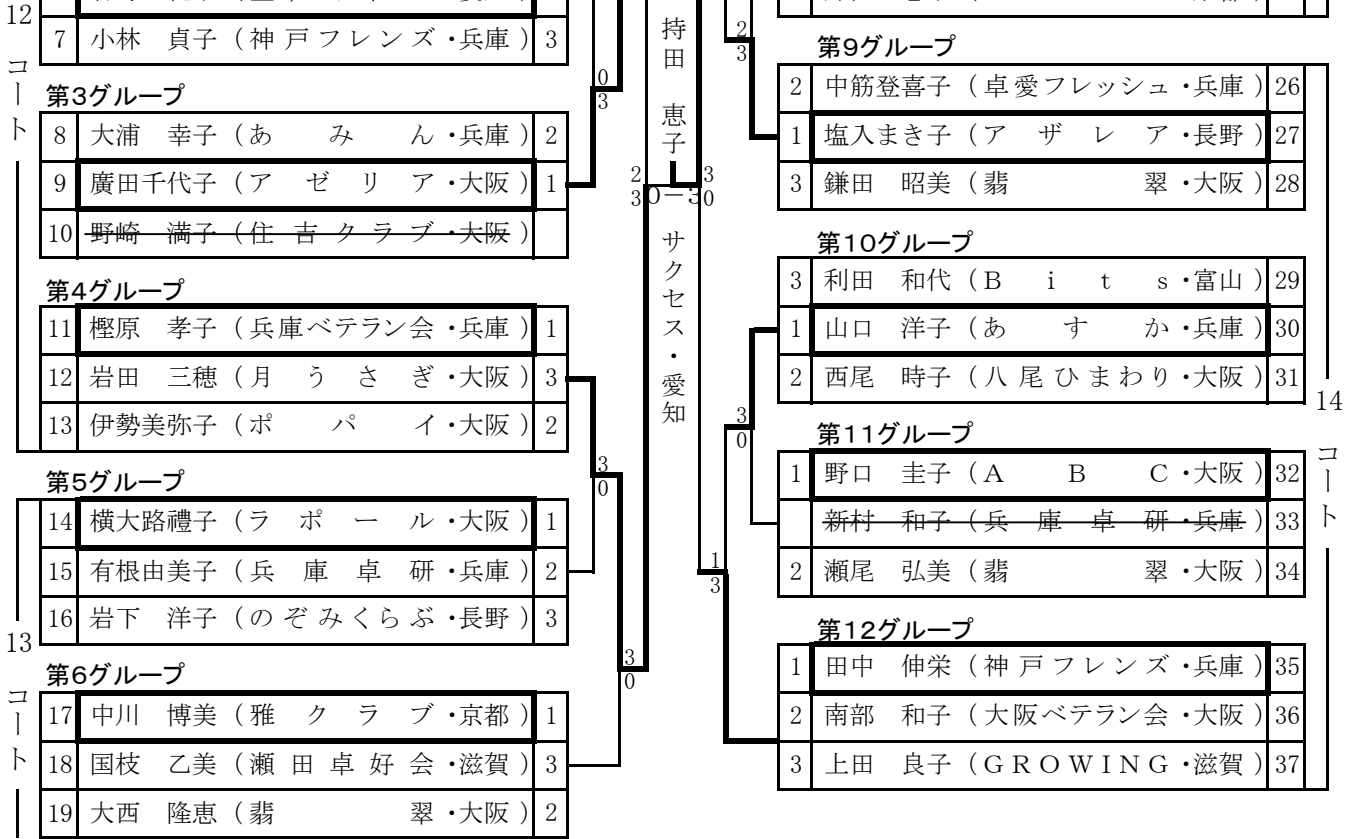 12
コート
7 小林 貞子 ( 神 戸 フ レ ン ズ ・兵庫 ) 3
第3グループ
8 大浦 幸子 ( あ み ん ・兵庫 ) 2
9 廣田千代子 ( ア ゼ リ ア ・大阪 ) 1
10 野崎 満子 ( 住 吉 ク ラ ブ ・大阪 )
第4グループ
11 樫原 孝子 ( 兵庫ベテラン会 ・兵庫 ) 1
12 岩田 三穂 ( 月 う さ ぎ ・大阪 ) 3
13 伊勢美弥子 ( ポ パ イ ・大阪 ) 2
第5グループ
14 横大路禮子 ( ラ ポ ー ル ・大阪 ) 1
15 有根由美子 ( 兵 庫 卓 研 ・兵庫 ) 2
16 岩下 洋子 ( の ぞ み く ら ぶ ・長野 ) 3
13
コート
第6グループ
17 中川 博美 ( 雅 ク ラ ブ ・京都 ) 1
18 国枝 乙美 ( 瀬 田 卓 好 会 ・滋賀 ) 3
19 大西 隆恵 ( 翡 翠 ・大阪 ) 2
0
3
3
0
3
0
2
3
0－3
3
0
持田 恵子
サクセス・愛知
2
3
3
0
1
3
第9グループ
2 中筋登喜子 ( 卓 愛 フレッシュ ・兵庫 ) 26
1 塩入まき子 ( ア ザ レ ア ・長野 ) 27
3 鎌田 昭美 ( 翡 翠 ・大阪 ) 28
第10グループ
3 利田 和代 ( B i t s ・富山 ) 29
1 山口 洋子 ( あ す か ・兵庫 ) 30
2 西尾 時子 ( 八 尾 ひ ま わ り ・大阪 ) 31
14
コート
第11グループ
1 野口 圭子 ( A B C ・大阪 ) 32
新村 和子 ( 兵 庫 卓 研 ・兵庫 ) 33
2 瀬尾 弘美 ( 翡 翠 ・大阪 ) 34
第12グループ
1 田中 伸栄 ( 神 戸 フ レ ン ズ ・兵庫 ) 35
2 南部 和子 ( 大阪ベテラン会 ・大阪 ) 36
3 上田 良子 ( G R O W I N G ・滋賀 ) 37